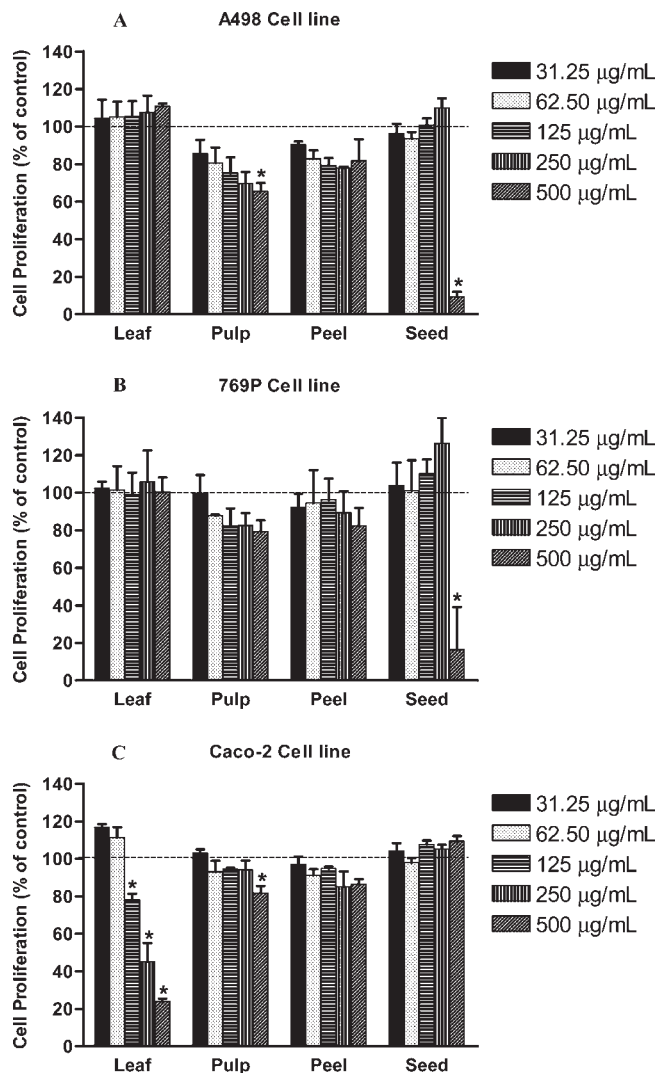 A
A498 Cell line
Cell Proliferation (% of control)
140
120
100
80
60
40
20
0
*
*
Leaf
Pulp
Peel
Seed
31.25 µg/mL
62.50 µg/mL
125 µg/mL
250 µg/mL
500 µg/mL
B
769P Cell line
Cell Proliferation (% of control)
140
120
100
80
60
40
20
0
*
Leaf
Pulp
Peel
Seed
31.25 µg/mL
62.50 µg/mL
125 µg/mL
250 µg/mL
500 µg/mL
C
Caco-2 Cell line
Cell Proliferation (% of control)
140
120
100
80
60
40
20
0
*
*
*
*
Leaf
Pulp
Peel
Seed
31.25 µg/mL
62.50 µg/mL
125 µg/mL
250 µg/mL
500 µg/mL